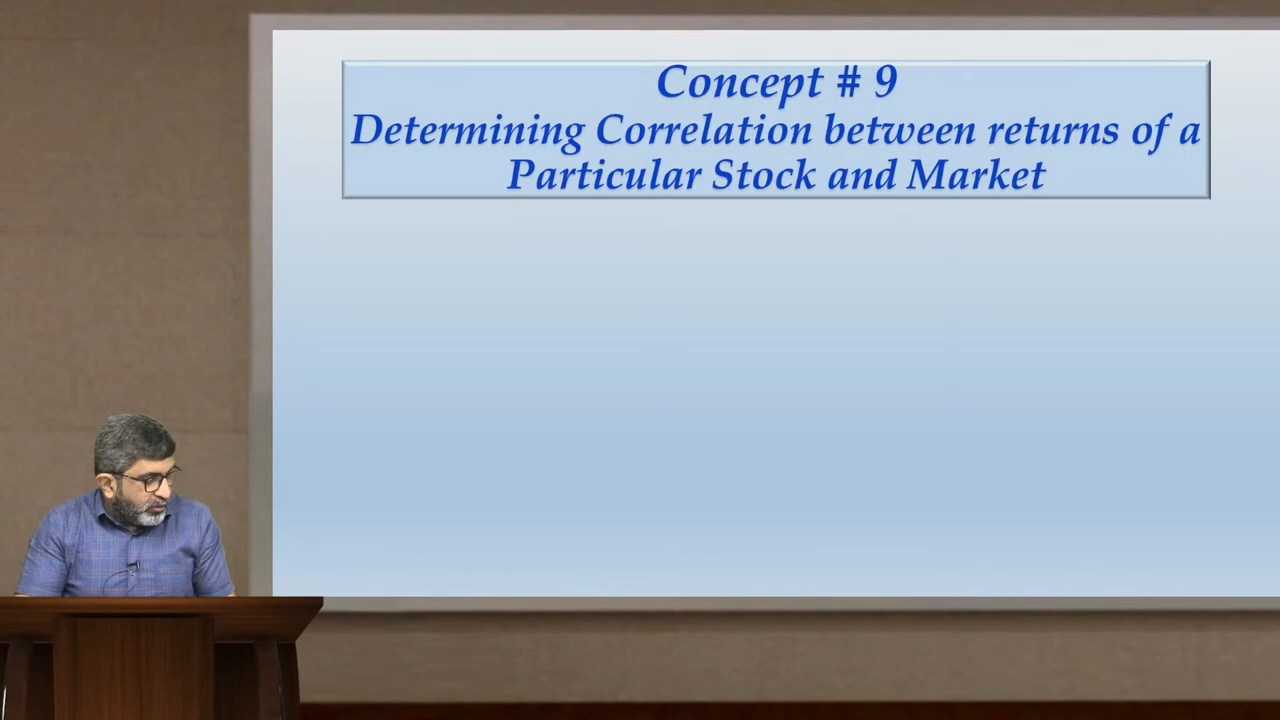 Concept # 9
Determining Correlation between returns of a
Particular Stock and Market